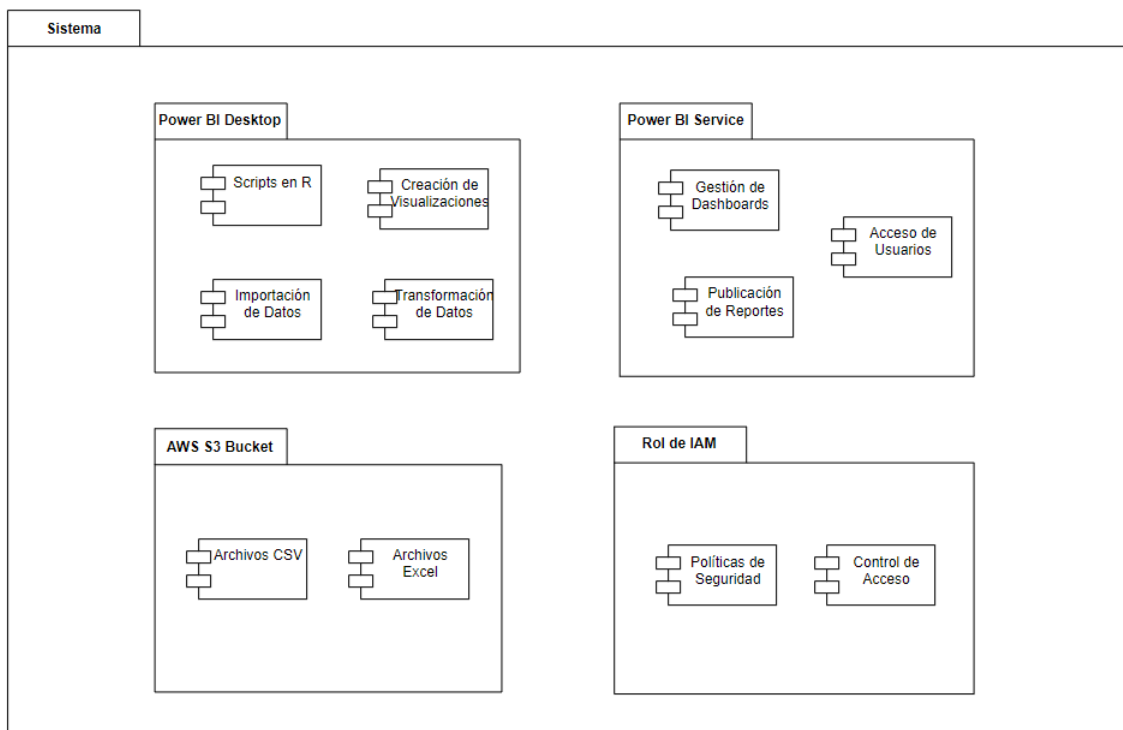 Sistema
Power BI Desktop
Scripts en R
Creación de
Visualizaciones
Importación
de Datos
Transformación
de Datos
Power BI Service
Gestión de
Dashboards
Acceso de
Usuarios
Publicación
de Reportes
AWS S3 Bucket
Archivos CSV
Archivos
Excel
Rol de IAM
Políticas de
Seguridad
Control de
Acceso